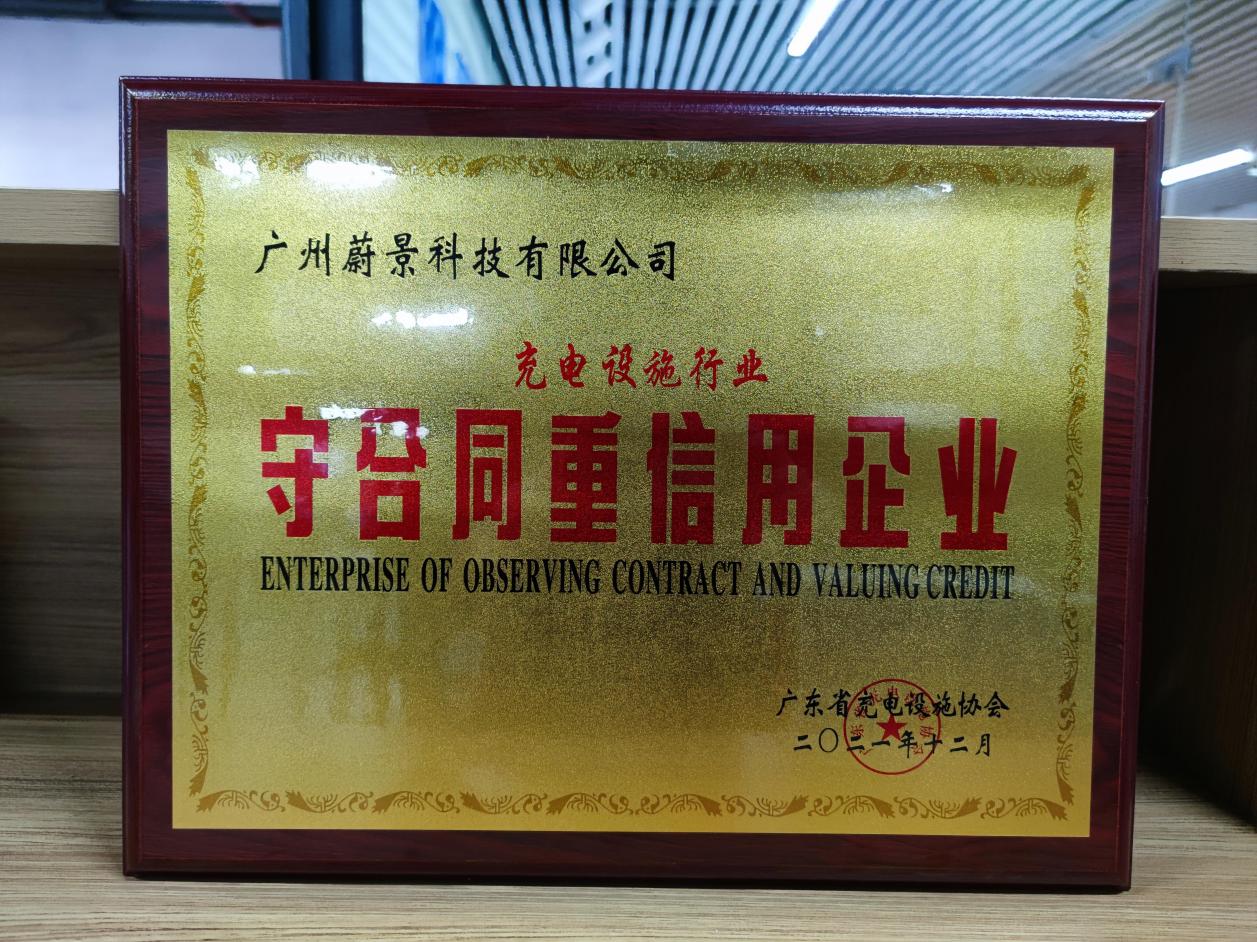 广州蔚景科技有限公司
充电设施行业
守合同重信用企业
ENTERPRISE OF OBSERVING CONTRACT AND VALUING CREDIT
广东省充电设施协会
二〇二一年十二月